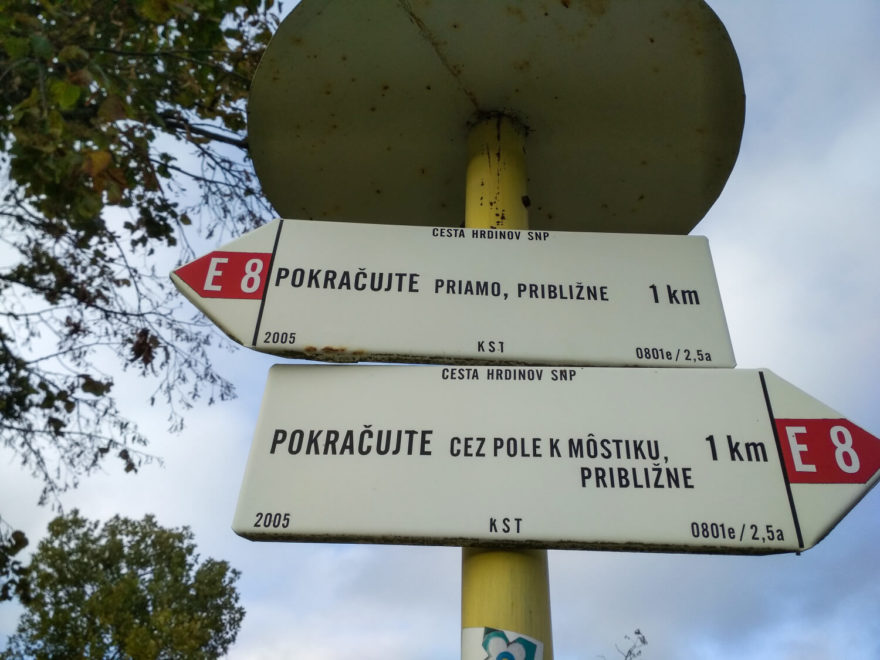 CESTA HRDINOV SNP
E 8 POKRAČUJTE PRIAMO, PRIBLIŽNE 1 km
2005 KST 0801e/2,5a
CESTA HRDINOV SNP
POKRAČUJTE CEZ POLE K MÔSTIKU, 1 km E 8
PRIBLIŽNE
2005 KST 0801e/2,5a